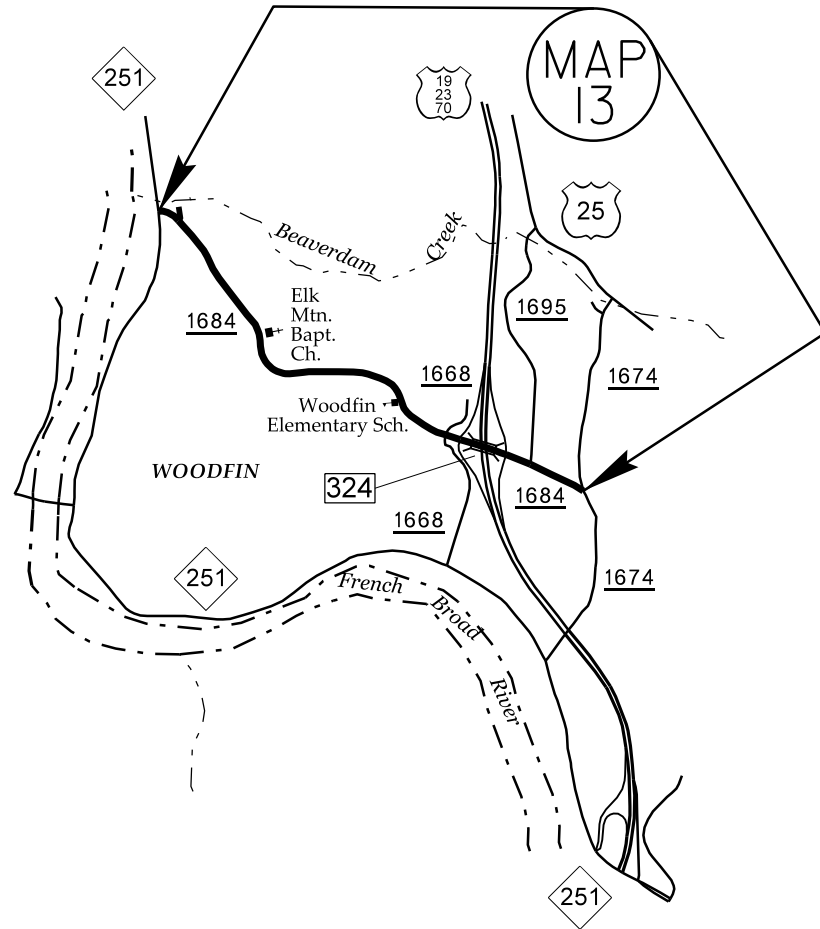 MAP
13
251
19
23
70
25
Beaverdam
Creek
Elk
Mtn.
Bapt.
Ch.
1684
1695
1668
1674
Woodfin
Elementary Sch.
WOODFIN
324
1684
1668
251
1674
French
Broad
River
251